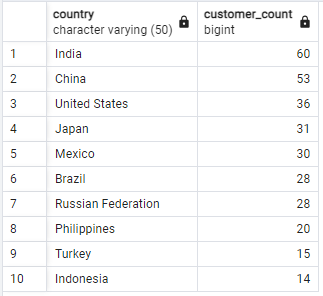 country customer_count
character varying (50) bigint
1 India 60
2 China 53
3 United States 36
4 Japan 31
5 Mexico 30
6 Brazil 28
7 Russian Federation 28
8 Philippines 20
9 Turkey 15
10 Indonesia 14